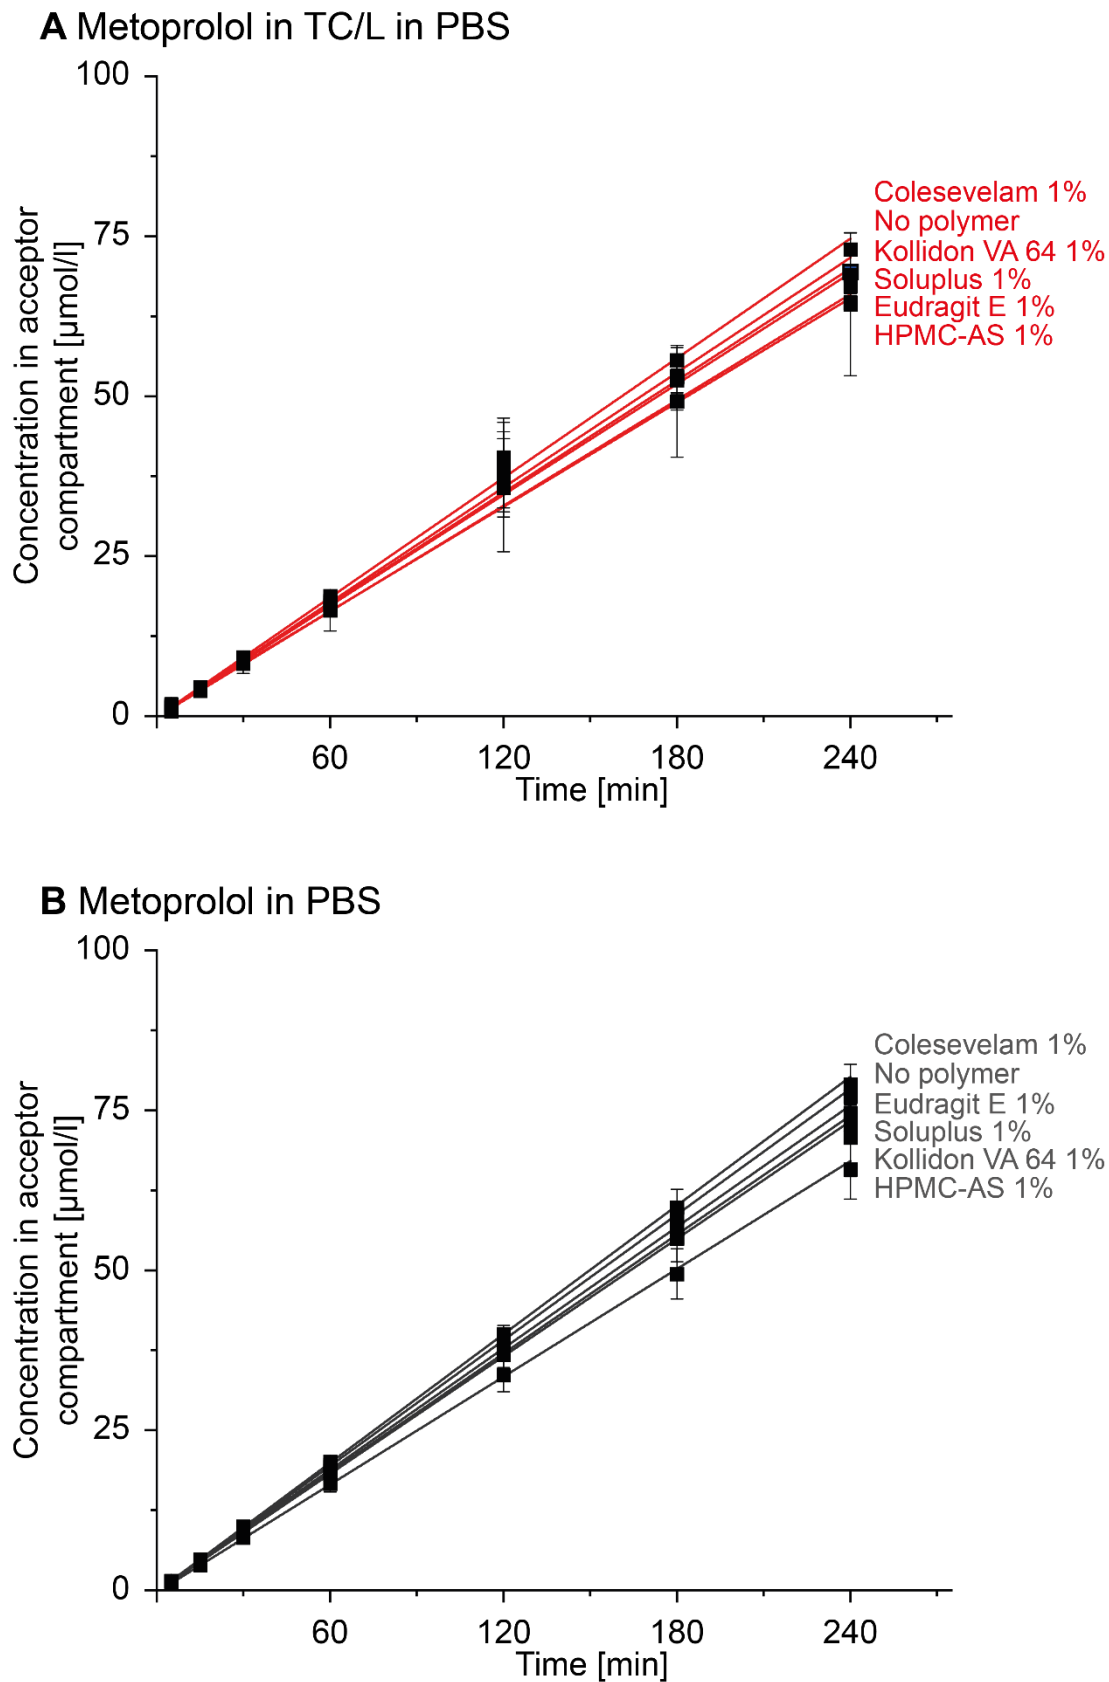 A Metoprolol in TC/L in PBS
100
75
50
25
0
Concentration in acceptor
compartment [µmol/l]
Colesevelam 1%
No polymer
Kollidon VA 64 1%
Soluplus 1%
Eudragit E 1%
HPMC-AS 1%
60 120 180 240
Time [min]
B Metoprolol in PBS
100
75
50
25
0
Concentration in acceptor
compartment [µmol/l]
Colesevelam 1%
No polymer
Eudragit E 1%
Soluplus 1%
Kollidon VA 64 1%
HPMC-AS 1%
60 120 180 240
Time [min]